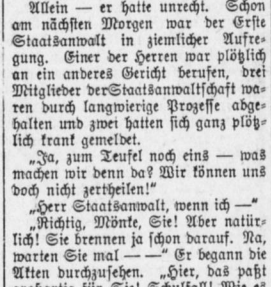 Allein — er hatte unrecht. Schon
am nächsten Morgen war der Erste
Staatsanwalt in ziemlicher Aufre-
gung. Einer der Herren war plötzlich
an ein anderes Gericht berufen, drei
Mitglieder der Staatsanwaltschaft wa-
ren durch langwierige Prozesse abge-
halten und zwei hatten sich ganz plötz-
lich krank gemeldet.
„Ja, zum Teufel noch eins — was
machen wir denn da? Wir können uns
doch nicht zertheilen!“
„Herr Staatsanwalt, wenn ich —“
„Richtig, Mönke, Sie! Aber natür-
lich! Sie brennen ja schon darauf. Na,
warten Sie mal — —“ Er begann die
Akten durchzusehen. „Hier, das paßt